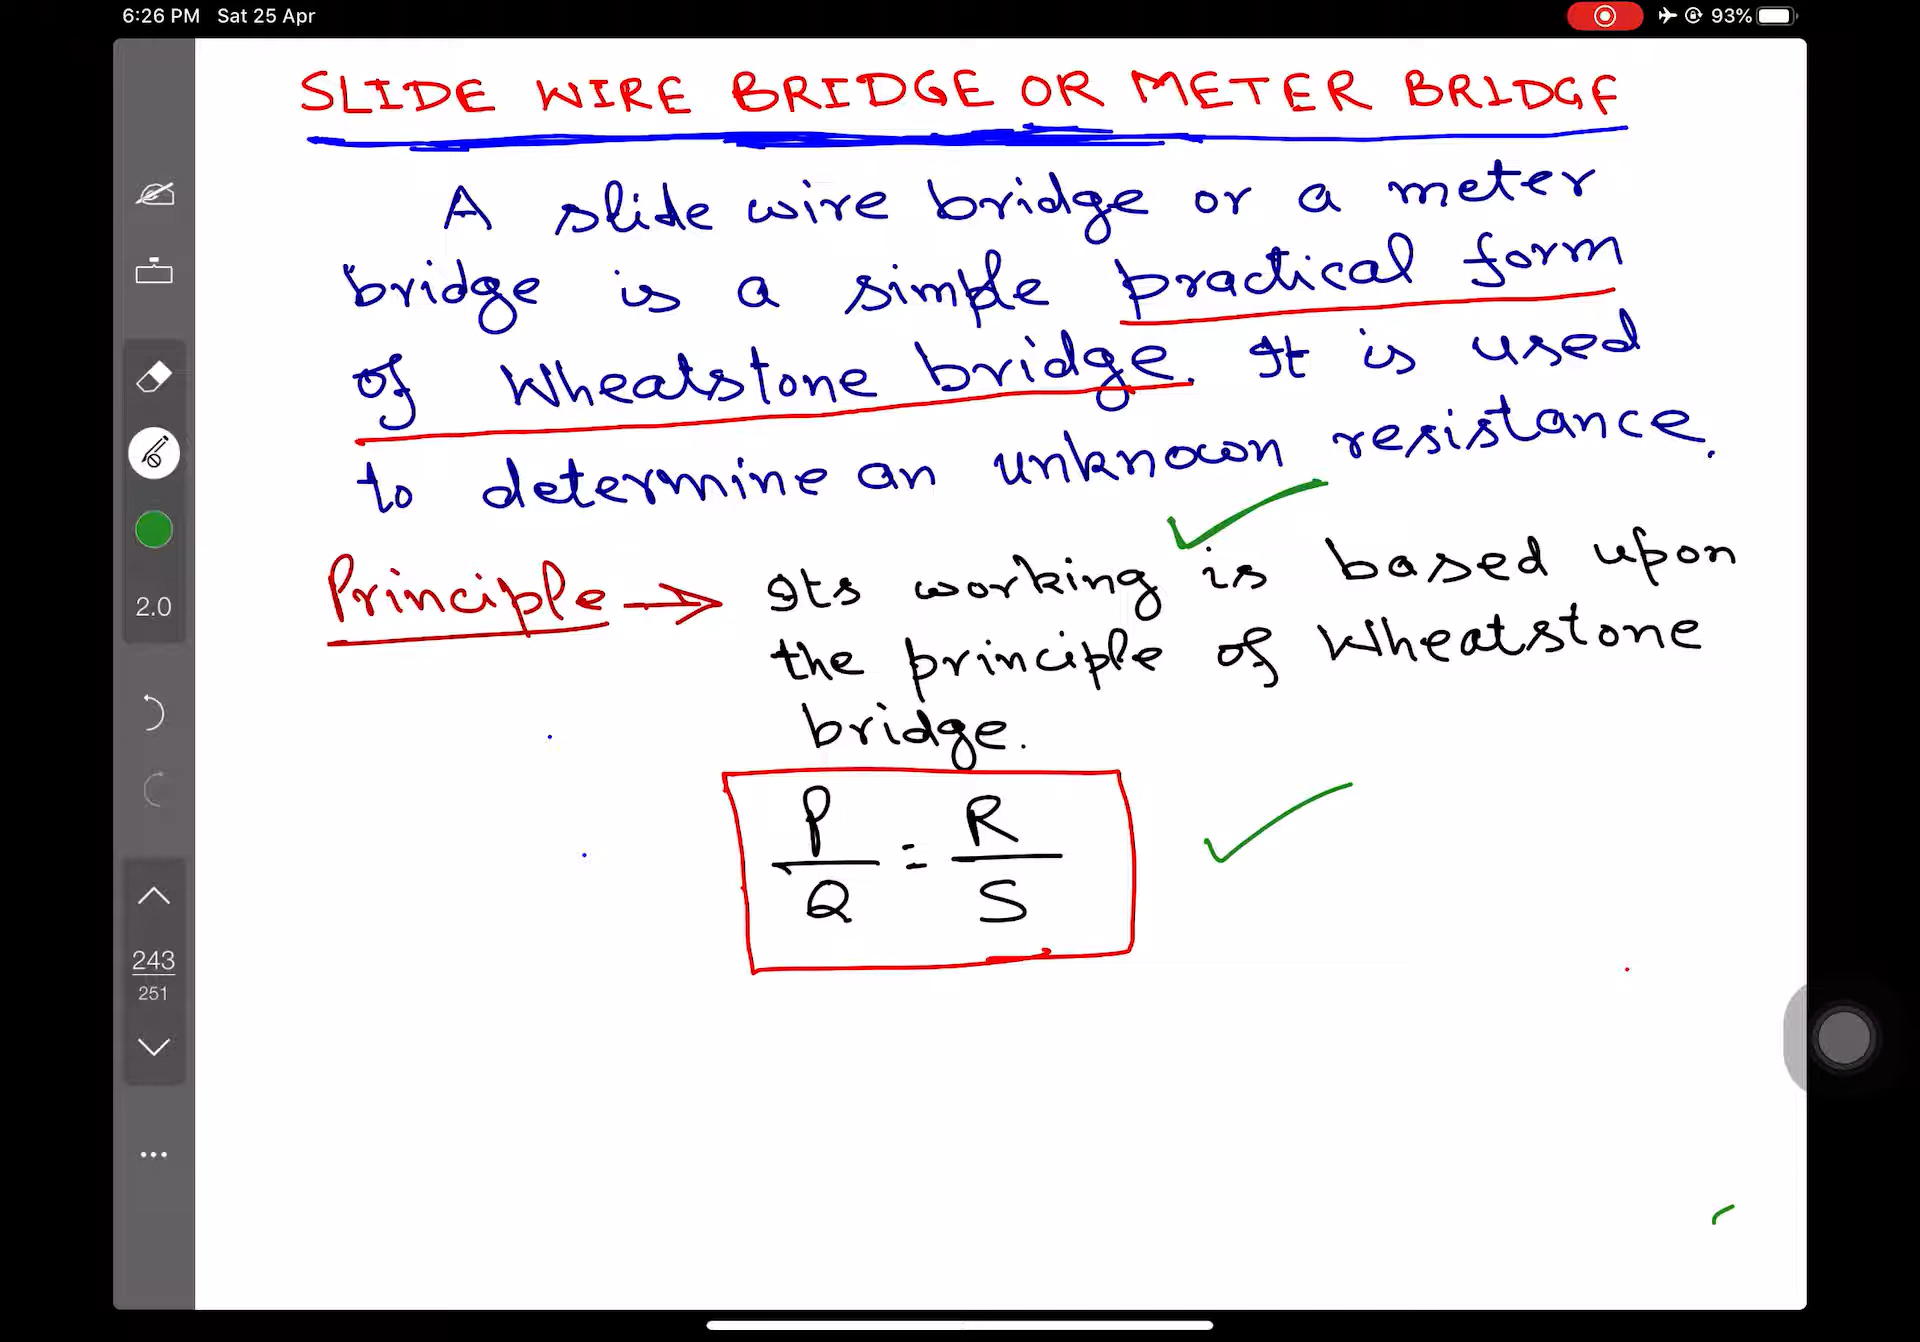 6:26 PM Sat 25 Apr
93%
SLIDE WIRE BRIDGE OR METER BRIDGE
A slide wire bridge or a meter
bridge is a simple practical form
of Wheatstone bridge. It is used
to determine an unknown resistance.
Principle → Its working is based upon
the principle of Wheatstone
bridge.
P/Q = R/S
2.0
243
251